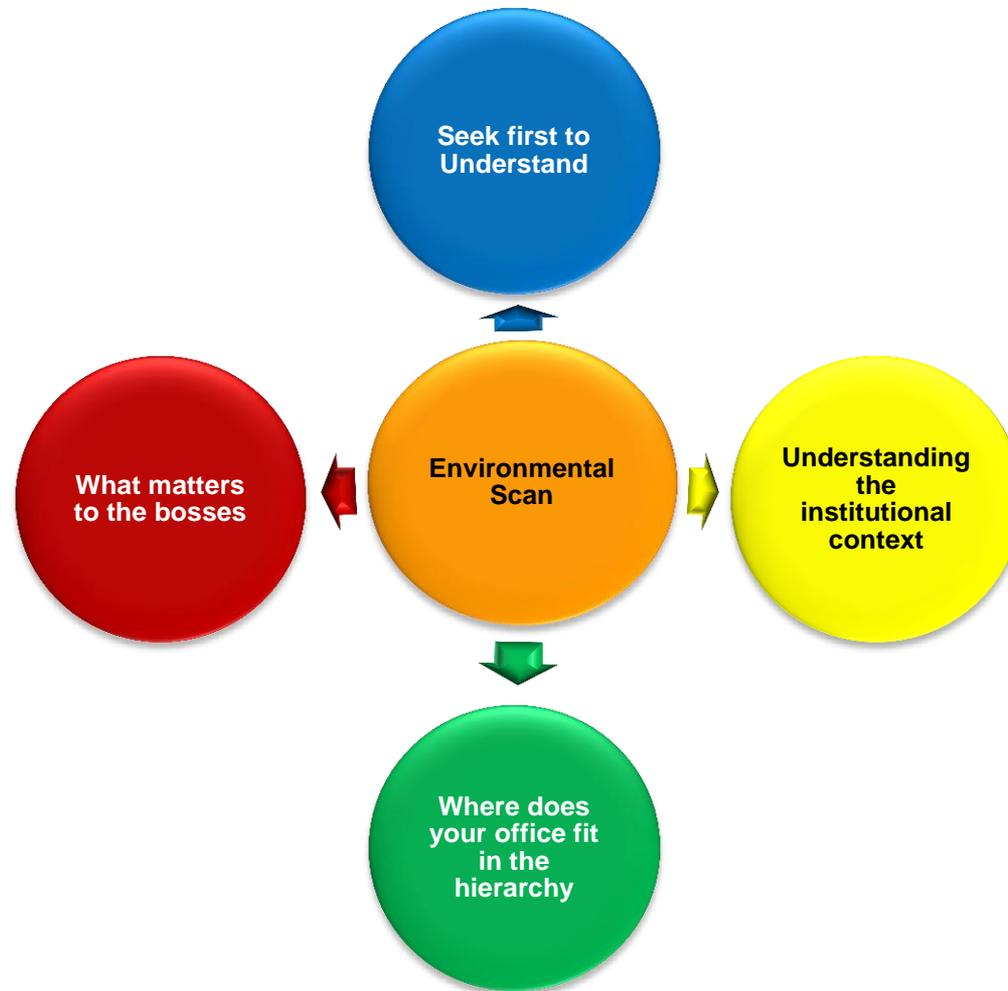 Seek first to
Understand
What matters
to the bosses
Environmental
Scan
Understanding
the
institutional
context
Where does
your office fit
in the
hierarchy